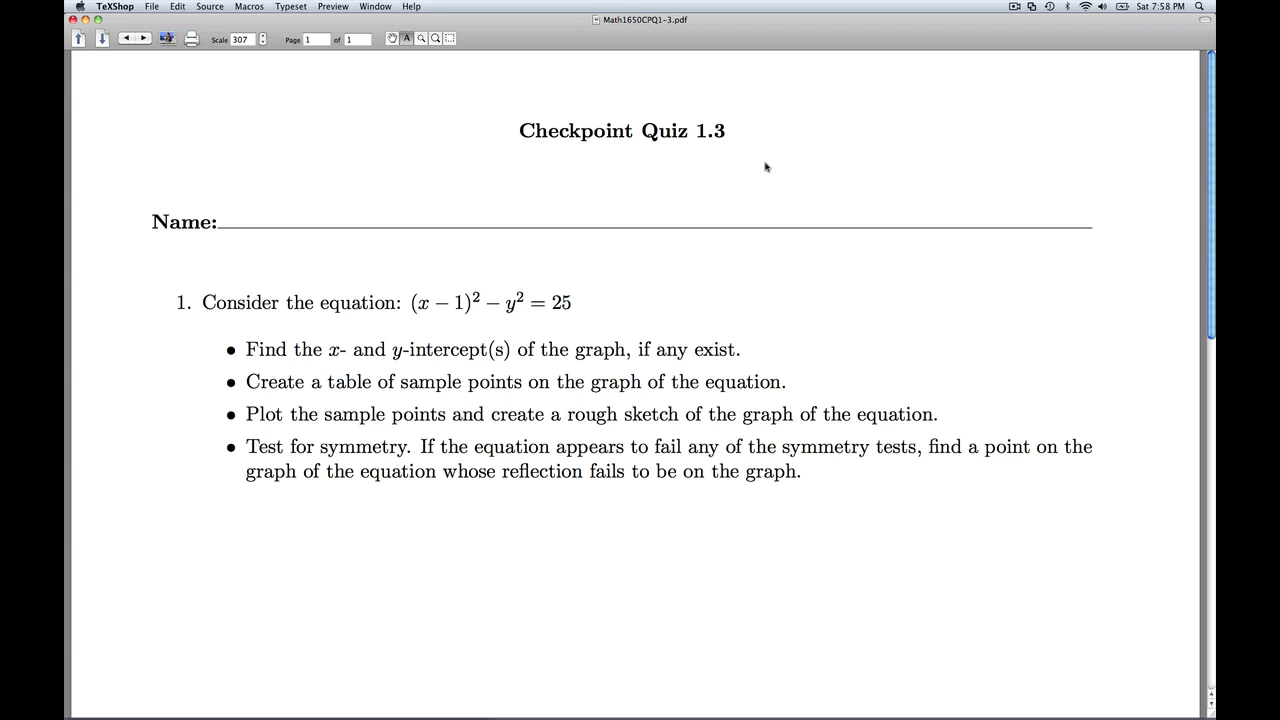 TeXShop File Edit Source Macros Typeset Preview Window Help Sat 7:58 PM
Math1650CPQ1-3.pdf
Scale 307 Page 1 of 1 A
Checkpoint Quiz 1.3
Name:
1. Consider the equation: (x − 1)² − y² = 25
• Find the x- and y-intercept(s) of the graph, if any exist.
• Create a table of sample points on the graph of the equation.
• Plot the sample points and create a rough sketch of the graph of the equation.
• Test for symmetry. If the equation appears to fail any of the symmetry tests, find a point on the
graph of the equation whose reflection fails to be on the graph.